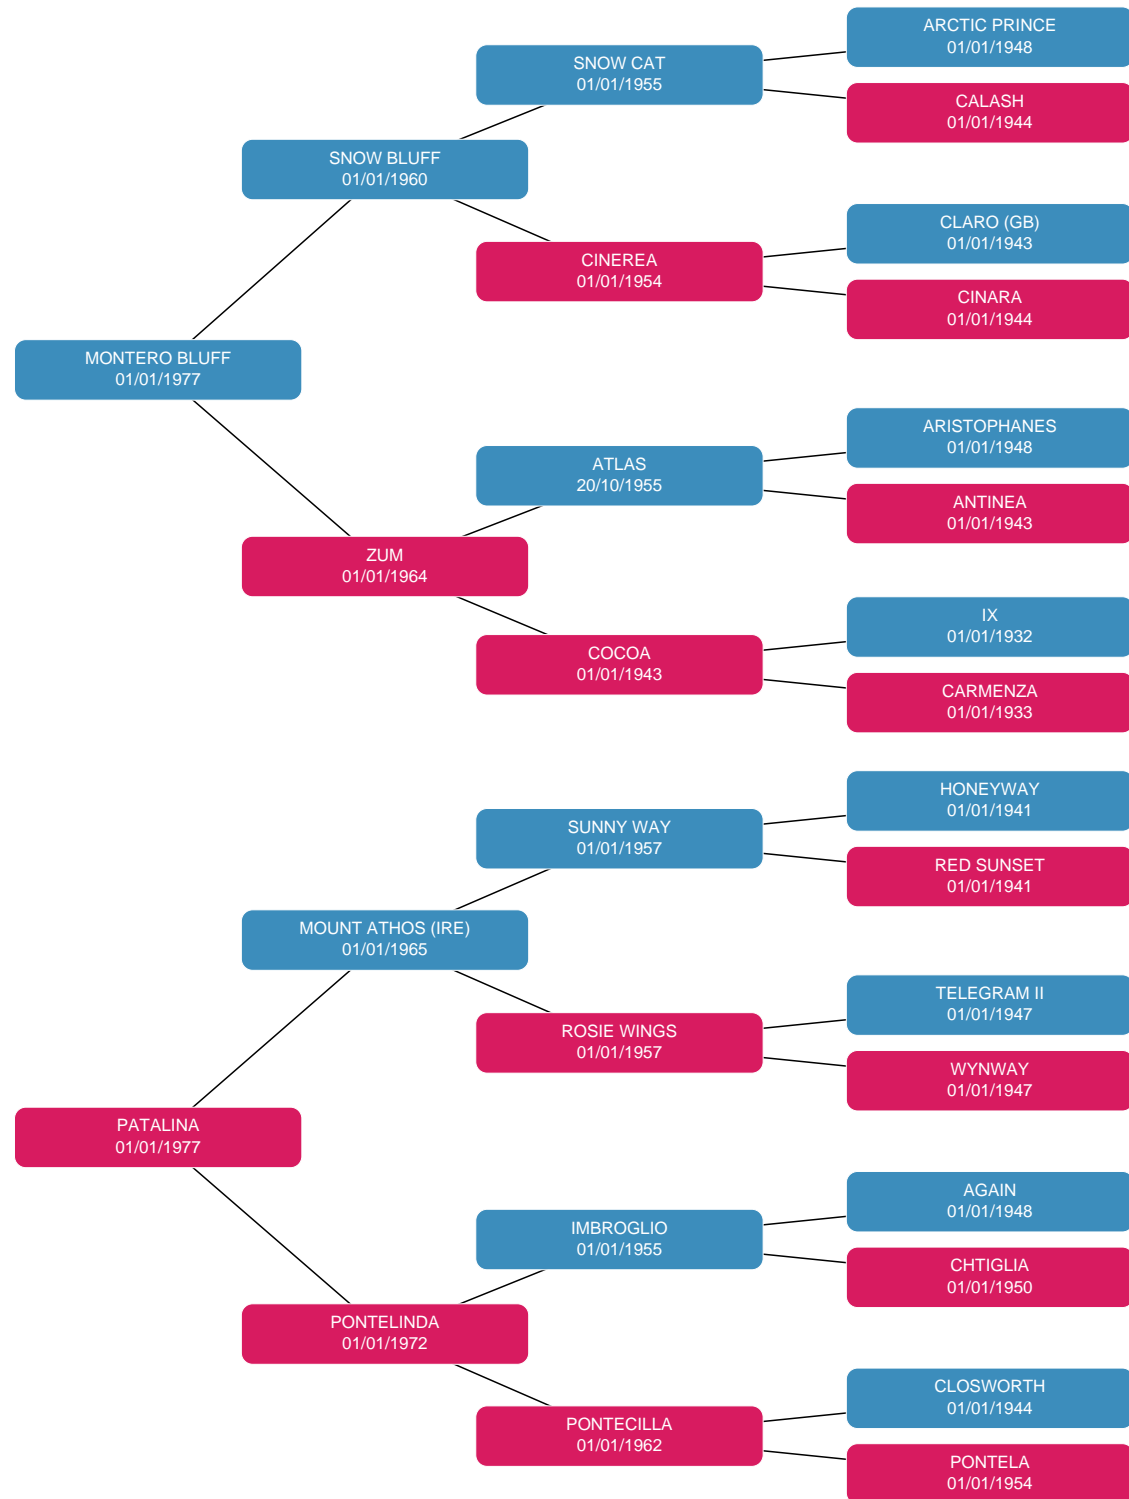 ARCTIC PRINCE
01/01/1948
SNOW CAT
01/01/1955
CALASH
01/01/1944
SNOW BLUFF
01/01/1960
CLARO (GB)
01/01/1943
CINEREA
01/01/1954
CINARA
01/01/1944
MONTERO BLUFF
01/01/1977
ARISTOPHANES
01/01/1948
ATLAS
20/10/1955
ANTINEA
01/01/1943
ZUM
01/01/1964
IX
01/01/1932
COCOA
01/01/1943
CARMENZA
01/01/1933
HONEYWAY
01/01/1941
SUNNY WAY
01/01/1957
RED SUNSET
01/01/1941
MOUNT ATHOS (IRE)
01/01/1965
TELEGRAM II
01/01/1947
ROSIE WINGS
01/01/1957
WYNWAY
01/01/1947
PATALINA
01/01/1977
AGAIN
01/01/1948
IMBROGLIO
01/01/1955
CHTIGLIA
01/01/1950
PONTELINDA
01/01/1972
CLOSWORTH
01/01/1944
PONTECILLA
01/01/1962
PONTELA
01/01/1954